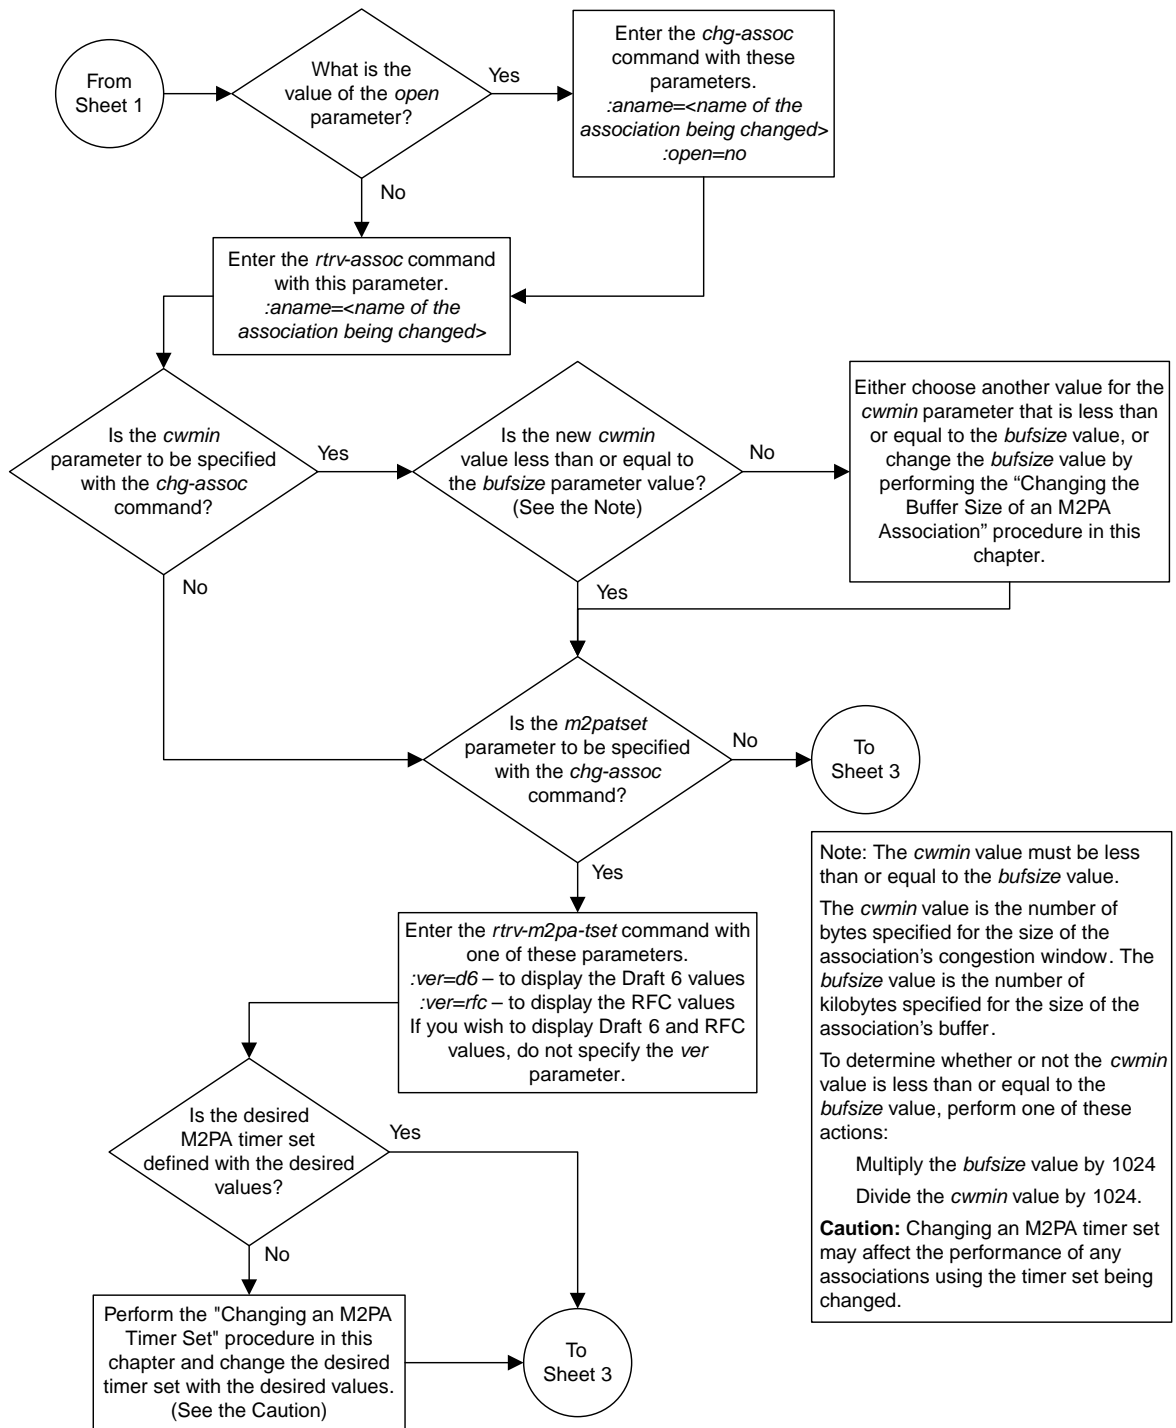 From
Sheet 1
What is the
value of the open
parameter?
Yes
Enter the chg-assoc
command with these
parameters.
:aname=<name of the
association being changed>
:open=no
No
Enter the rtrv-assoc command
with this parameter.
:aname=<name of the
association being changed>
Is the cwmin
parameter to be specified
with the chg-assoc
command?
Yes
Is the new cwmin
value less than or equal to
the bufsize parameter value?
(See the Note)
No
Either choose another value for the
cwmin parameter that is less than
or equal to the bufsize value, or
change the bufsize value by
performing the “Changing the
Buffer Size of an M2PA
Association” procedure in this
chapter.
No
Yes
Is the m2patset
parameter to be specified
with the chg-assoc
command?
No
To
Sheet 3
Yes
Enter the rtrv-m2pa-tset command with
one of these parameters.
:ver=d6 – to display the Draft 6 values
:ver=rfc – to display the RFC values
If you wish to display Draft 6 and RFC
values, do not specify the ver
parameter.
Is the desired
M2PA timer set
defined with the desired
values?
Yes
No
Perform the "Changing an M2PA
Timer Set" procedure in this
chapter and change the desired
timer set with the desired values.
(See the Caution)
To
Sheet 3
Note: The cwmin value must be less
than or equal to the bufsize value.
The cwmin value is the number of
bytes specified for the size of the
association’s congestion window. The
bufsize value is the number of
kilobytes specified for the size of the
association’s buffer.
To determine whether or not the cwmin
value is less than or equal to the
bufsize value, perform one of these
actions:
Multiply the bufsize value by 1024
Divide the cwmin value by 1024.
Caution: Changing an M2PA timer set
may affect the performance of any
associations using the timer set being
changed.